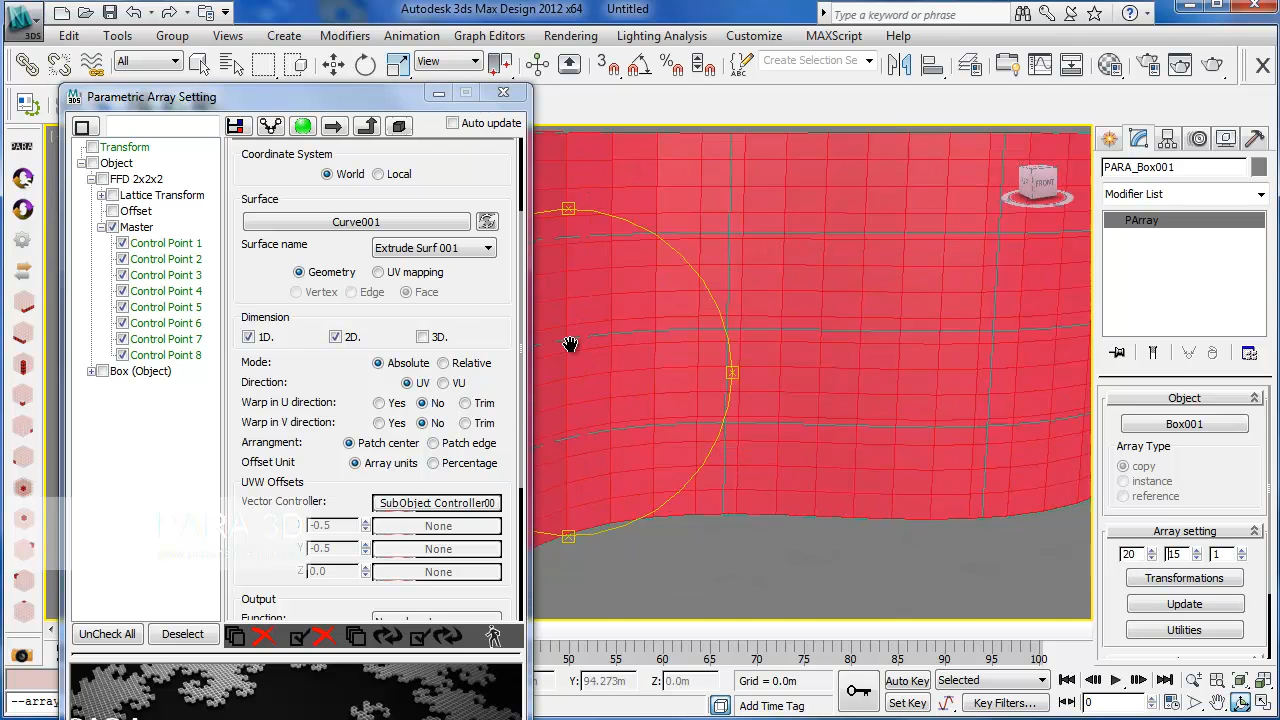 Autodesk 3ds Max Design 2012 x64 Untitled
Type a keyword or phrase
3DS
Edit Tools Group Views Create Modifiers Animation Graph Editors Rendering Lighting Analysis Customize MAXScript Help
All View 3 Create Selection Se
Parametric Array Setting
Auto update
Transform
Object
FFD 2x2x2
Lattice Transform
Offset
Master
Control Point 1
Control Point 2
Control Point 3
Control Point 4
Control Point 5
Control Point 6
Control Point 7
Control Point 8
Box (Object)
UnCheck All Deselect
Coordinate System
World Local
Surface
Curve001
Surface name Extrude Surf 001
Geometry UV mapping
Vertex Edge Face
Dimension
1D. 2D. 3D.
Mode: Absolute Relative
Direction: UV VU
Warp in U direction: Yes No Trim
Warp in V direction: Yes No Trim
Arrangment: Patch center Patch edge
Offset Unit Array units Percentage
UVW Offsets
Vector Controller: SubObject Controller00
-0.5 None
Y -0.5 None
Z 0.0 None
Output
Function:
PARA 3D
PARA
FRONT
PARA_Box001
Modifier List
PArray
Object
Box001
Array Type
copy
instance
reference
Array setting
20 15 1
Transformations
Update
Utilities
50 55 60 65 70 75 80 85 90 95 100
Y: 94.273m Z: 0.0m Grid = 0.0m
Add Time Tag
Auto Key Selected
Set Key Key Filters...
0
--array